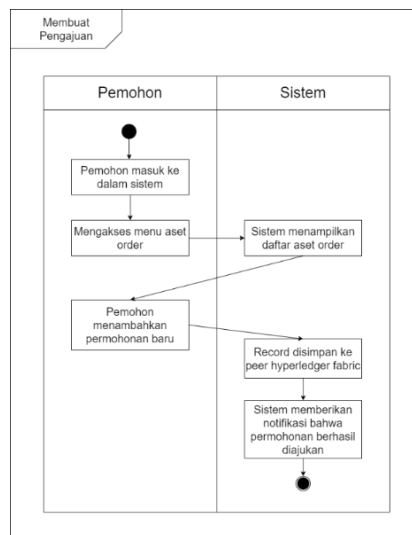 Membuat
Pengajuan
Pemohon
Sistem
Pemohon masuk ke
dalam sistem
Mengakses menu aset
order
Sistem menampilkan
daftar aset order
Pemohon
menambahkan
permohonan baru
Record disimpan ke
peer hyperledger fabric
Sistem memberikan
notifikasi bahwa
permohonan berhasil
diajukan